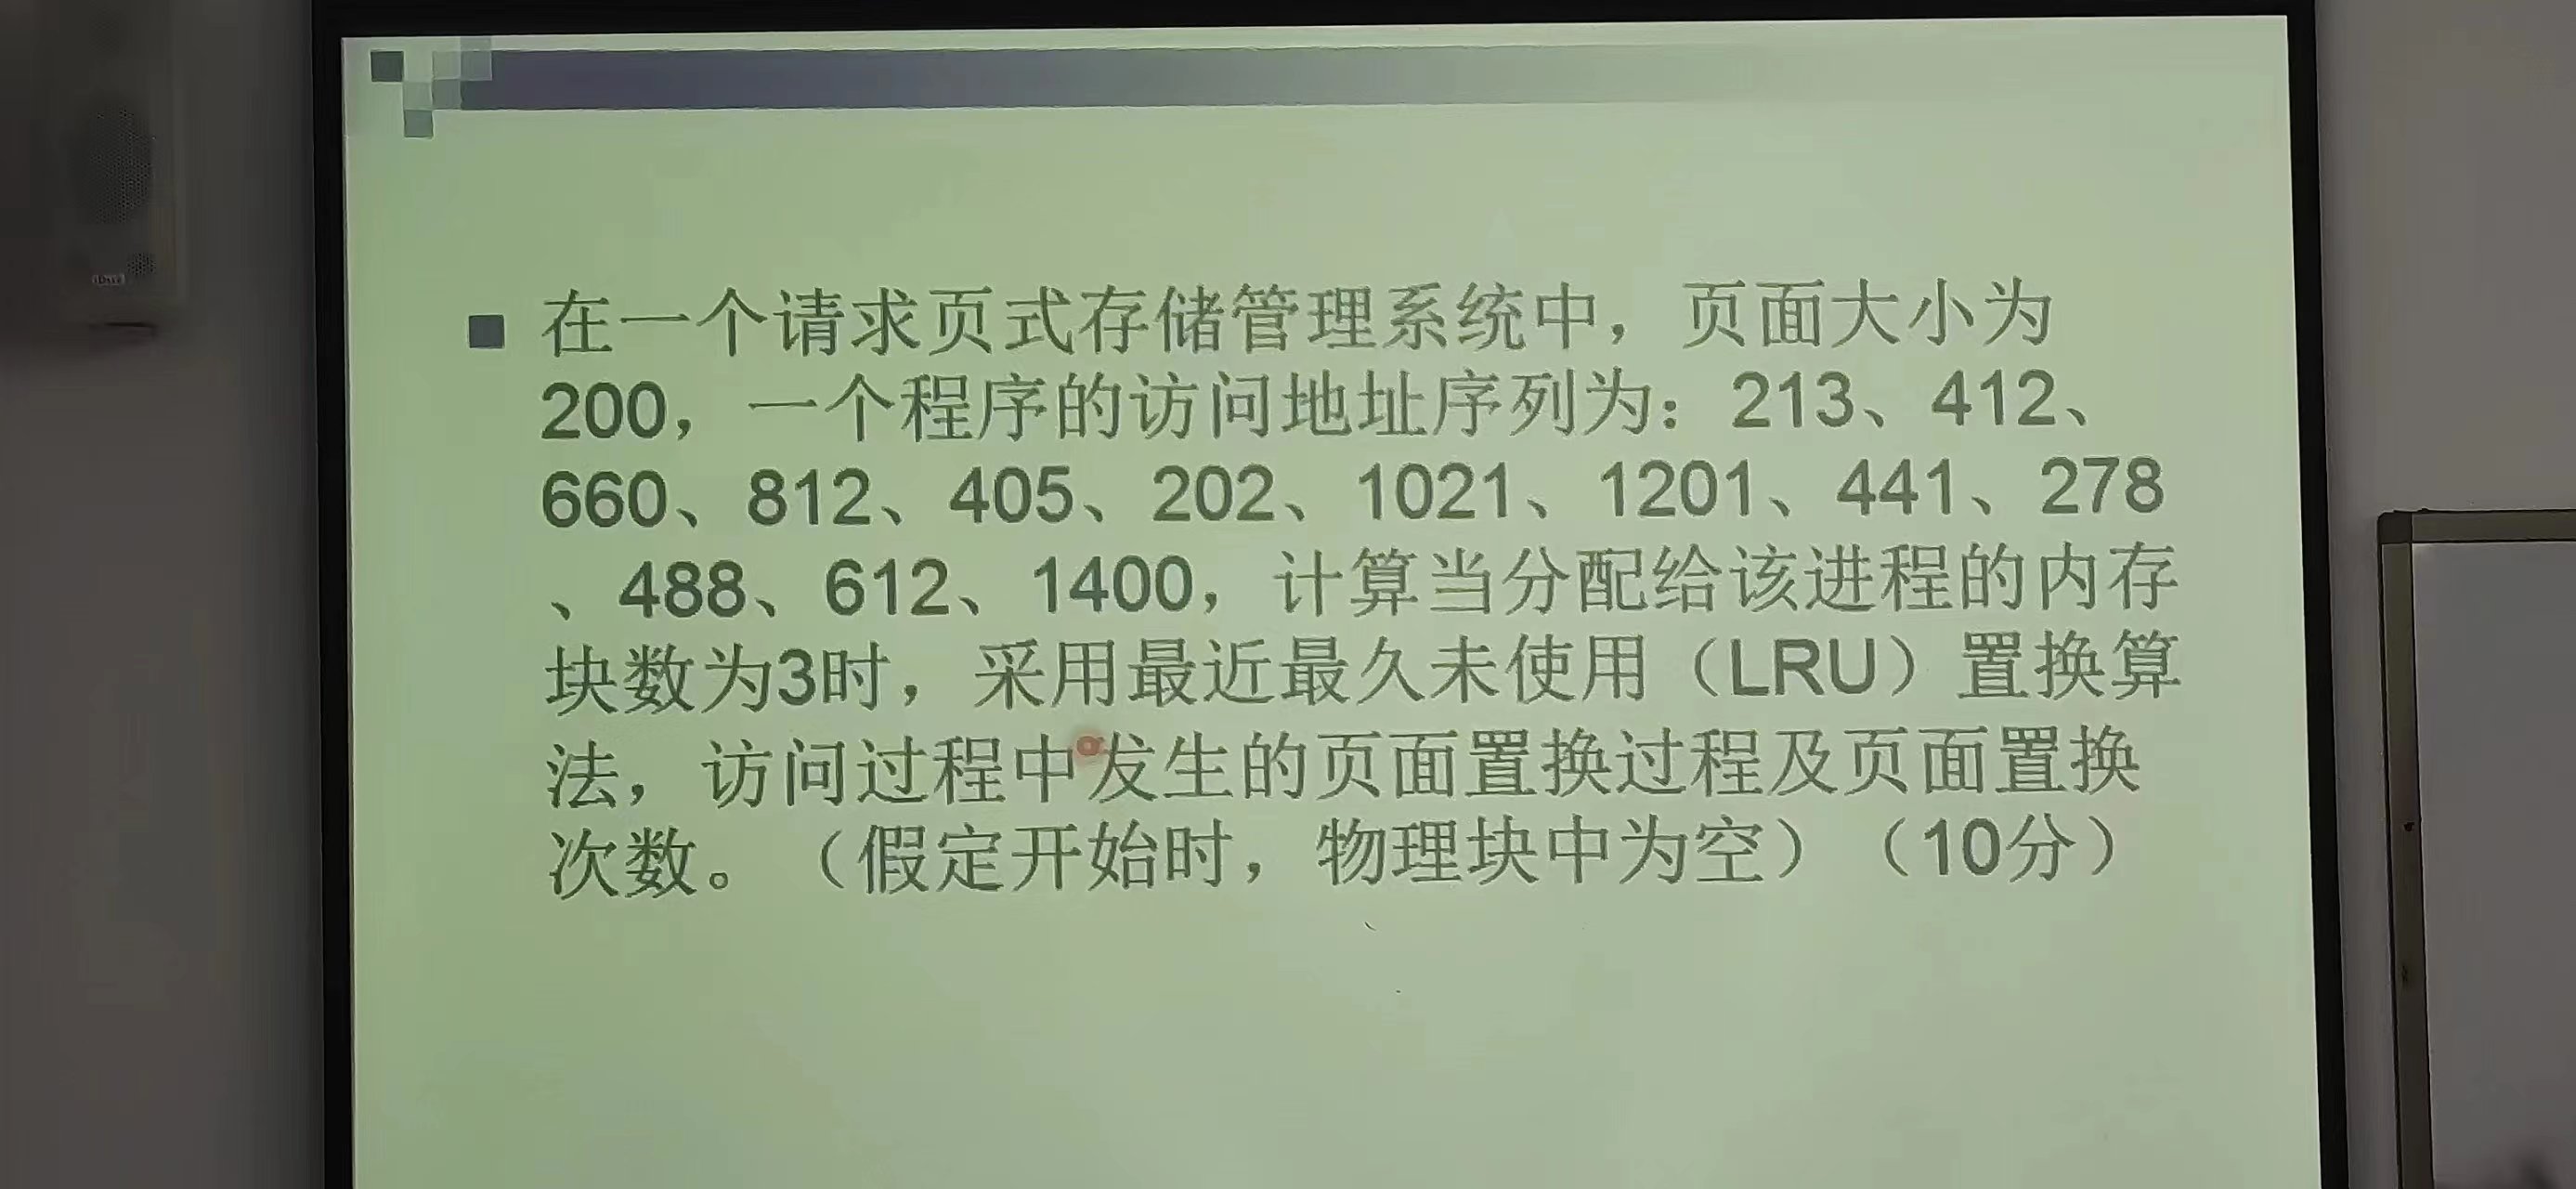 在一个请求页式存储管理系统中，页面大小为
200，一个程序的访问地址序列为：213、412、
660、812、405、202、1021、1201、441、278
、488、612、1400，计算当分配给该进程的内存
块数为3时，采用最近最久未使用（LRU）置换算
法，访问过程中发生的页面置换过程及页面置换
次数。（假定开始时，物理块中为空）（10分）